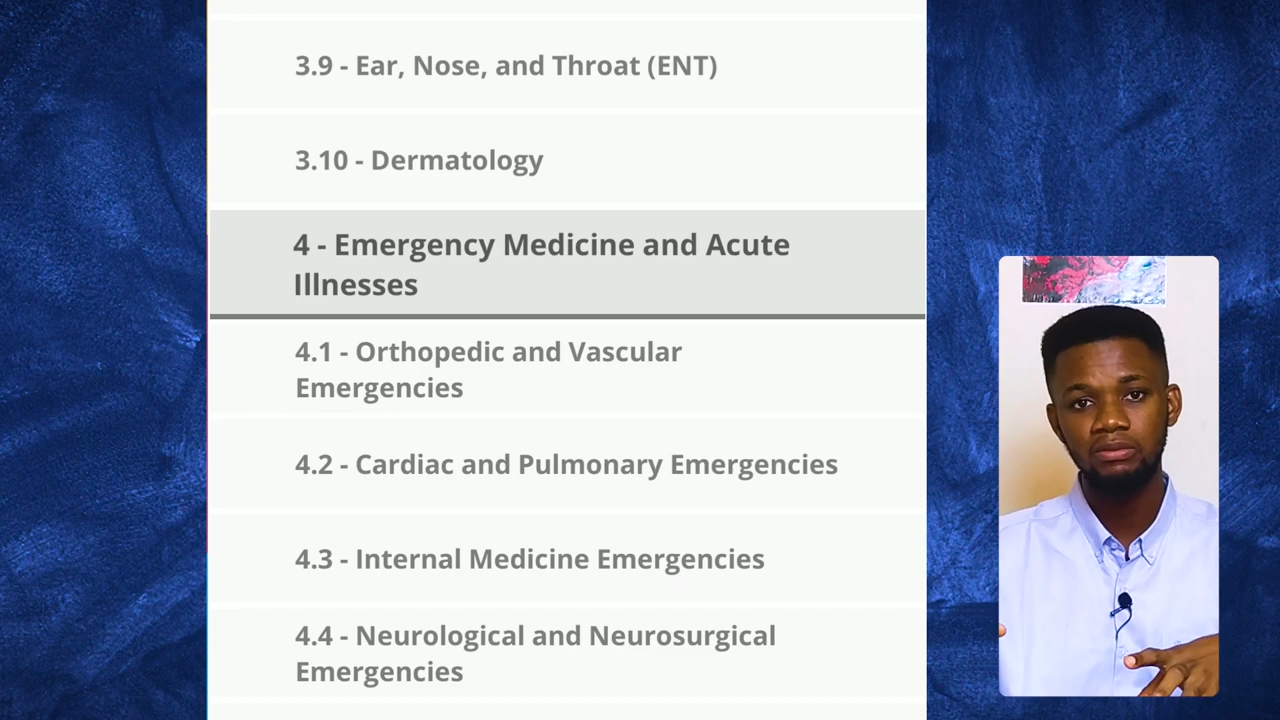 3.9 - Ear, Nose, and Throat (ENT)
3.10 - Dermatology
4 - Emergency Medicine and Acute
Illnesses
4.1 - Orthopedic and Vascular
Emergencies
4.2 - Cardiac and Pulmonary Emergencies
4.3 - Internal Medicine Emergencies
4.4 - Neurological and Neurosurgical
Emergencies